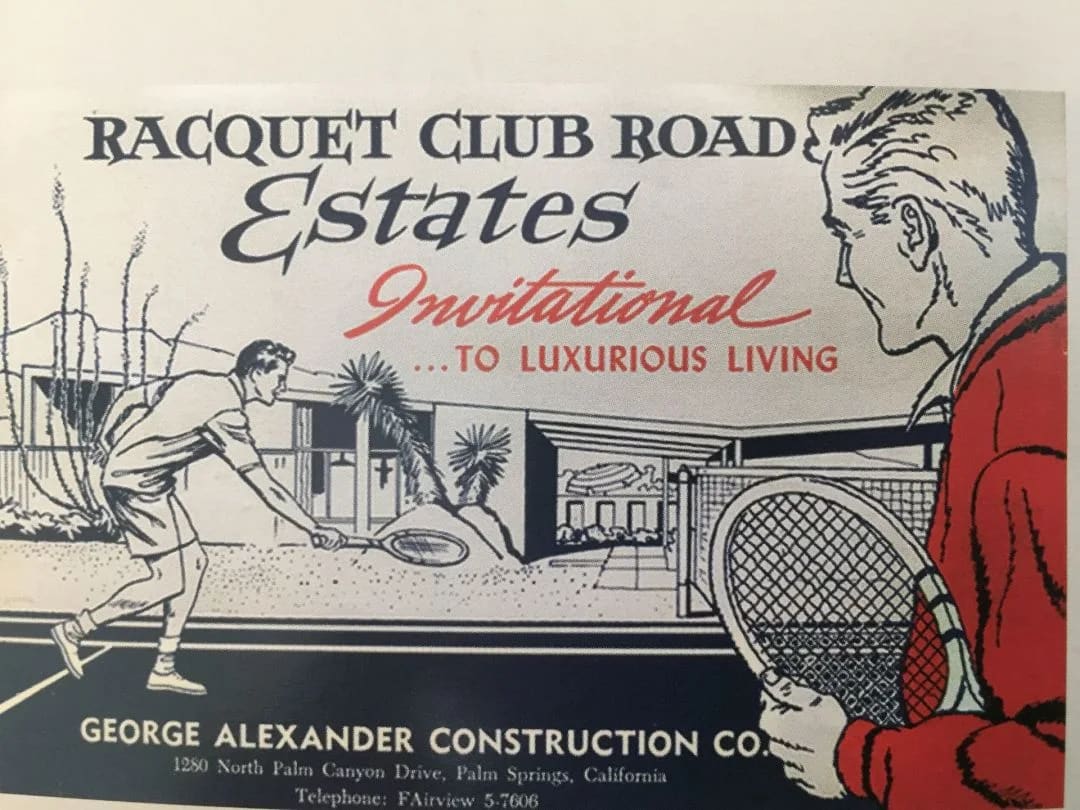 RACQUET CLUB ROAD
Estates
Invitational
...TO LUXURIOUS LIVING
GEORGE ALEXANDER CONSTRUCTION CO.
1280 North Palm Canyon Drive, Palm Springs, California
Telephone: FAirview 5-7606